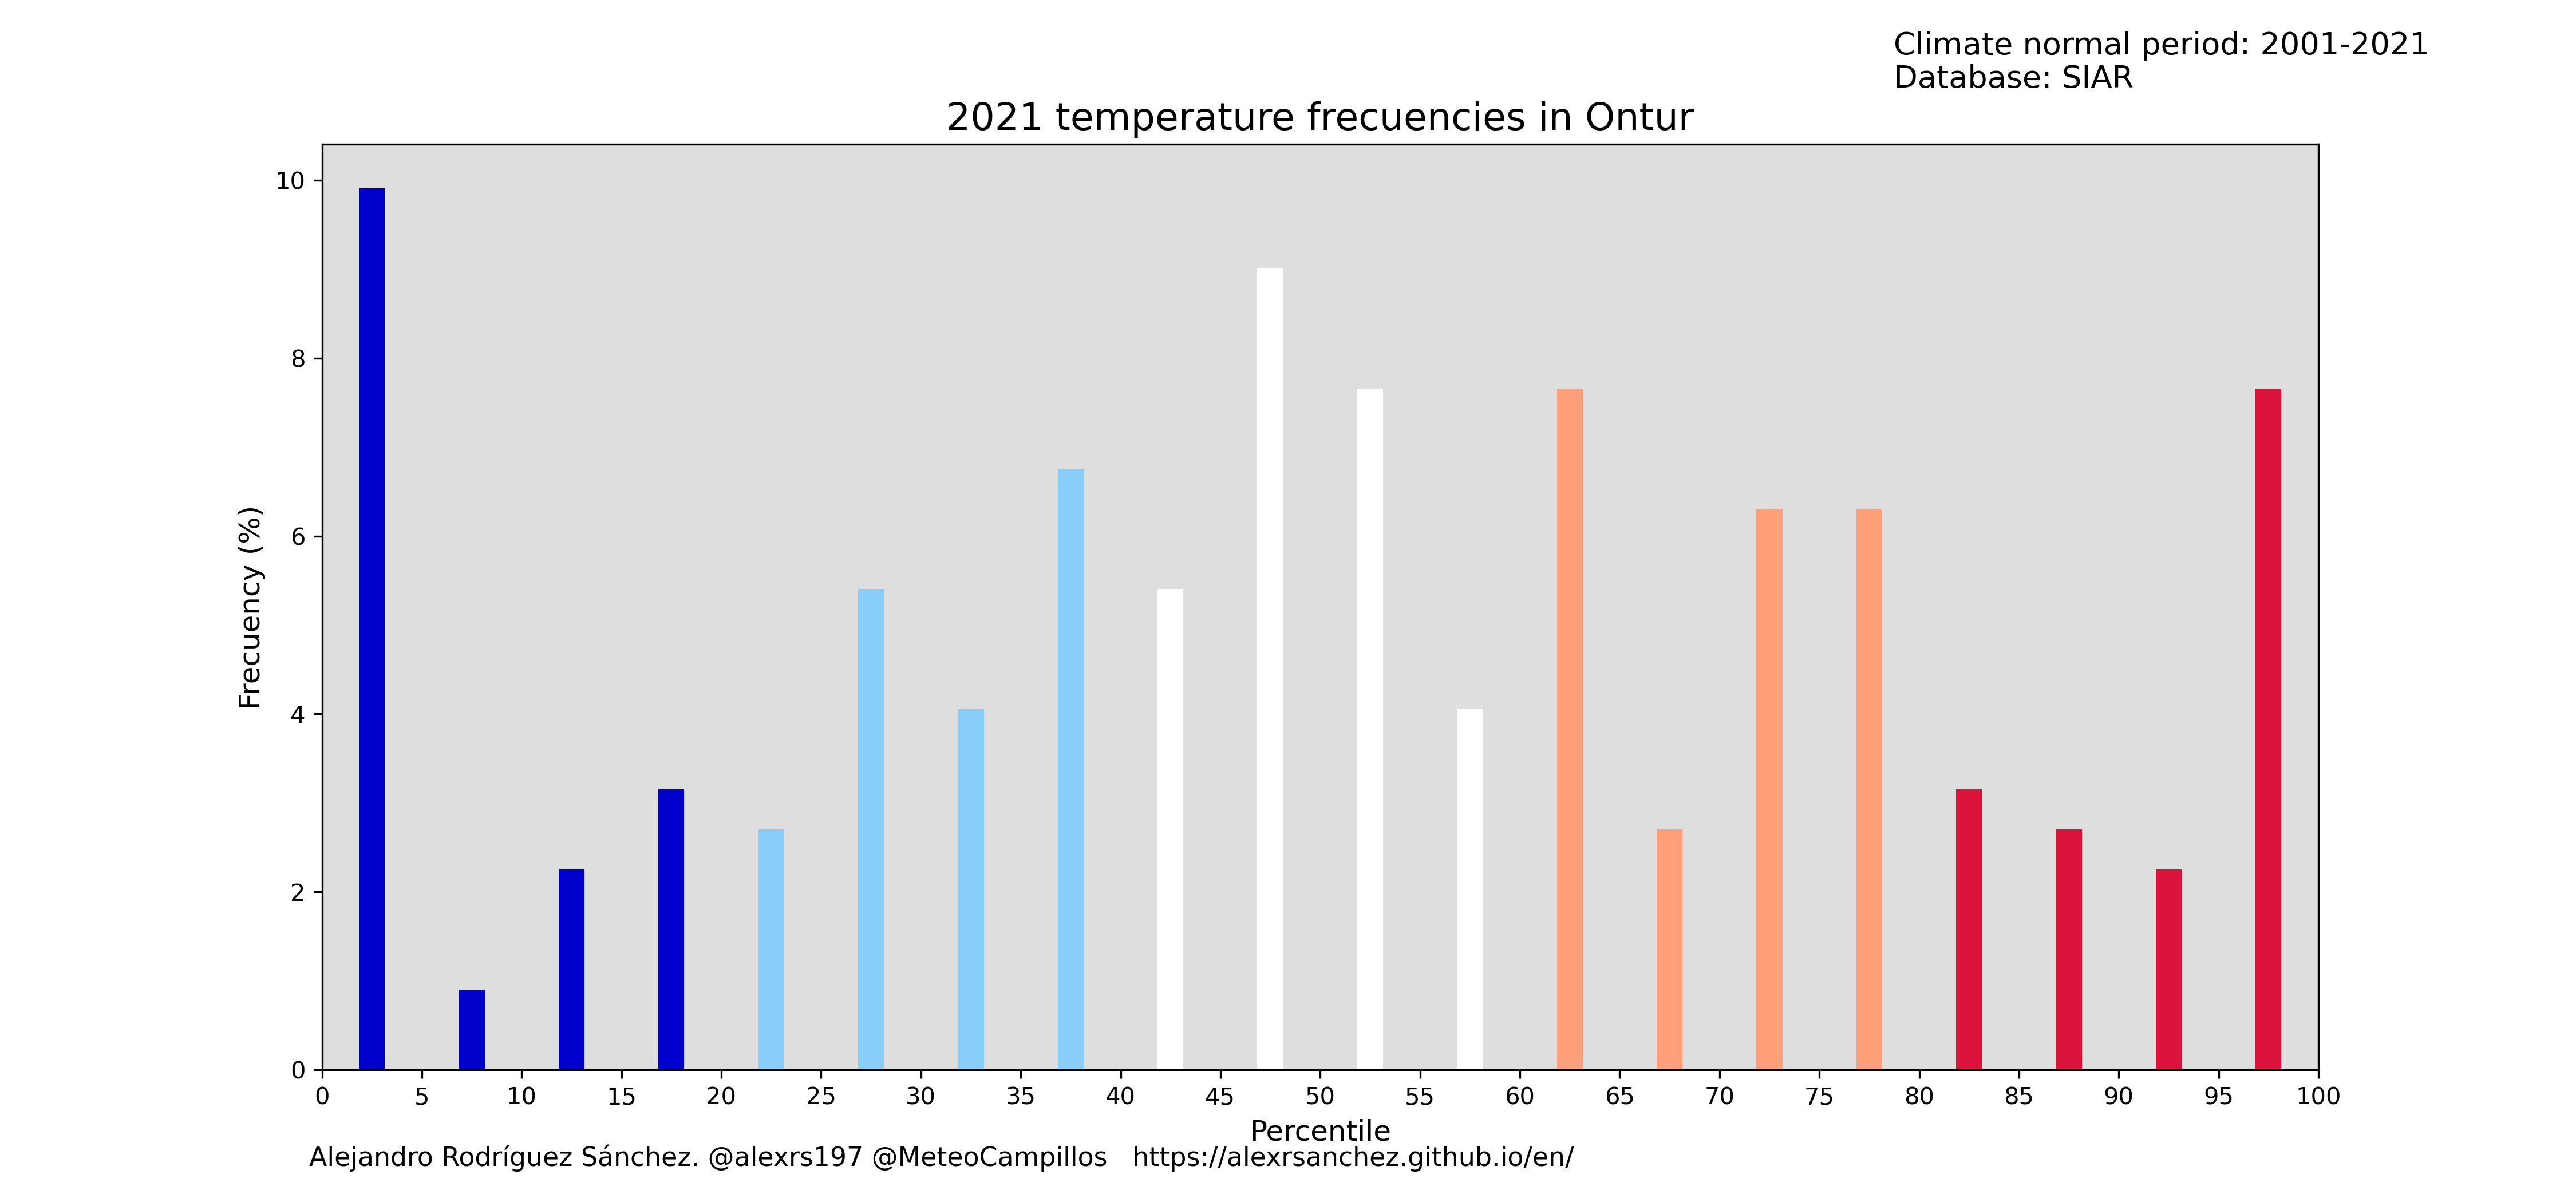 Climate normal period: 2001-2021
Database: SIAR
2021 temperature frecuencies in Ontur
10
8
6
4
2
0
Frecuency (%)
0 5 10 15 20 25 30 35 40 45 50 55 60 65 70 75 80 85 90 95 100
Percentile
Alejandro Rodríguez Sánchez. @alexrs197 @MeteoCampillos https://alexrsanchez.github.io/en/